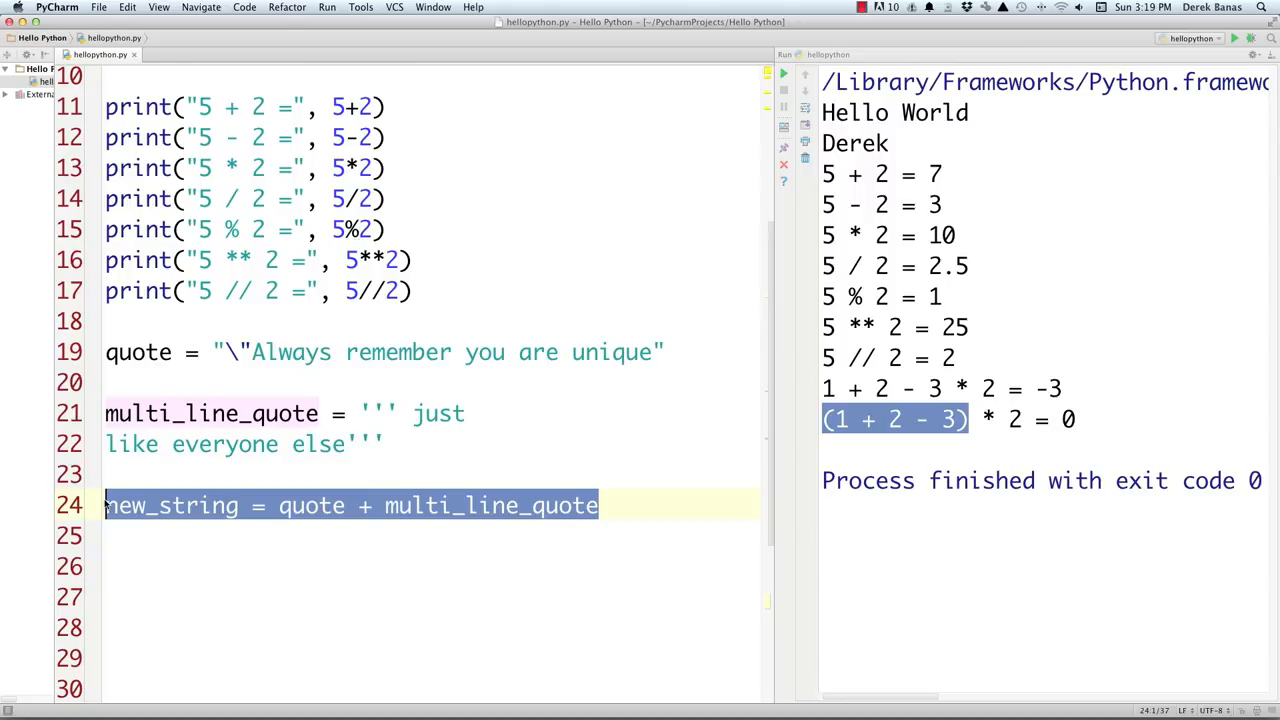 PyCharm File Edit View Navigate Code Refactor Run Tools VCS Window Help 10 Sun 3:19 PM Derek Banas
hellopython.py – Hello Python – [~/PycharmProjects/Hello Python]
Hello Python hellopython.py hellopython
hellopython.py
Hello P
hell
Extern
10
11 print("5 + 2 =", 5+2)
12 print("5 - 2 =", 5-2)
13 print("5 * 2 =", 5*2)
14 print("5 / 2 =", 5/2)
15 print("5 % 2 =", 5%2)
16 print("5 ** 2 =", 5**2)
17 print("5 // 2 =", 5//2)
18
19 quote = "\"Always remember you are unique"
20
21 multi_line_quote = ''' just
22 like everyone else'''
23
24 new_string = quote + multi_line_quote
25
26
27
28
29
30
Run hellopython
/Library/Frameworks/Python.framewo
Hello World
Derek
5 + 2 = 7
5 - 2 = 3
5 * 2 = 10
5 / 2 = 2.5
5 % 2 = 1
5 ** 2 = 25
5 // 2 = 2
1 + 2 - 3 * 2 = -3
(1 + 2 - 3) * 2 = 0
Process finished with exit code 0
24:1/37 LF UTF-8